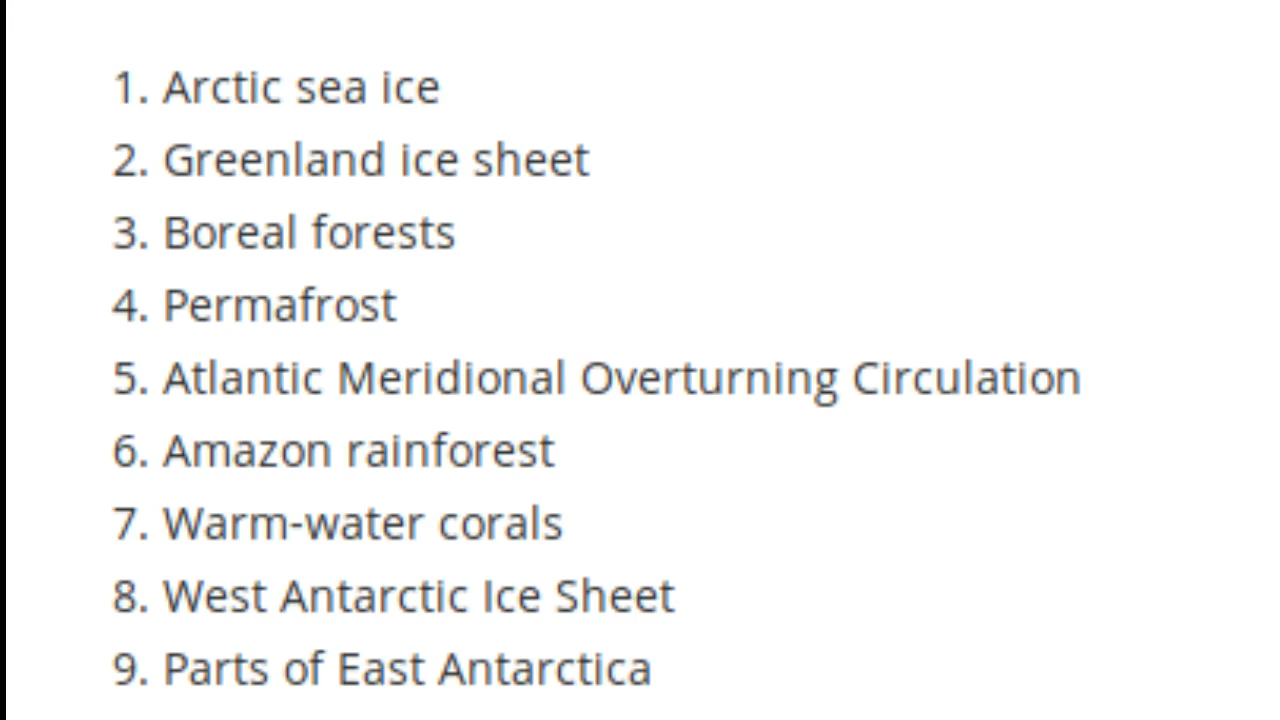 1. Arctic sea ice
2. Greenland ice sheet
3. Boreal forests
4. Permafrost
5. Atlantic Meridional Overturning Circulation
6. Amazon rainforest
7. Warm-water corals
8. West Antarctic Ice Sheet
9. Parts of East Antarctica